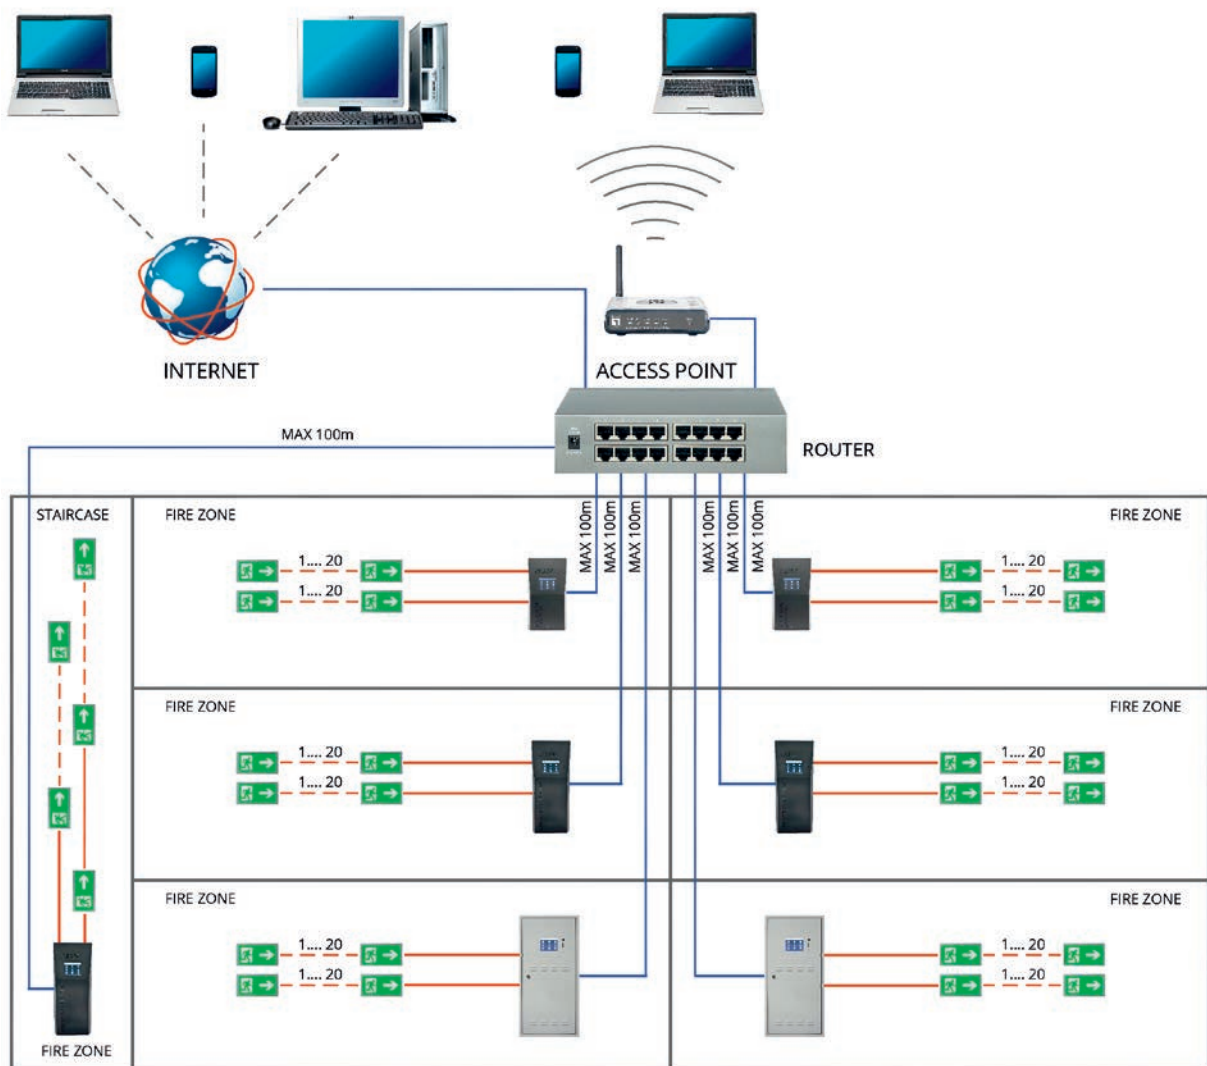 INTERNET
ACCESS POINT
MAX 100m
ROUTER
STAIRCASE
FIRE ZONE
MAX 100m
MAX 100m
MAX 100m
MAX 100m
MAX 100m
MAX 100m
FIRE ZONE
1.... 20
1.... 20
1.... 20
1.... 20
FIRE ZONE
FIRE ZONE
1.... 20
1.... 20
1.... 20
1.... 20
FIRE ZONE
FIRE ZONE
1.... 20
1.... 20
1.... 20
1.... 20
FIRE ZONE